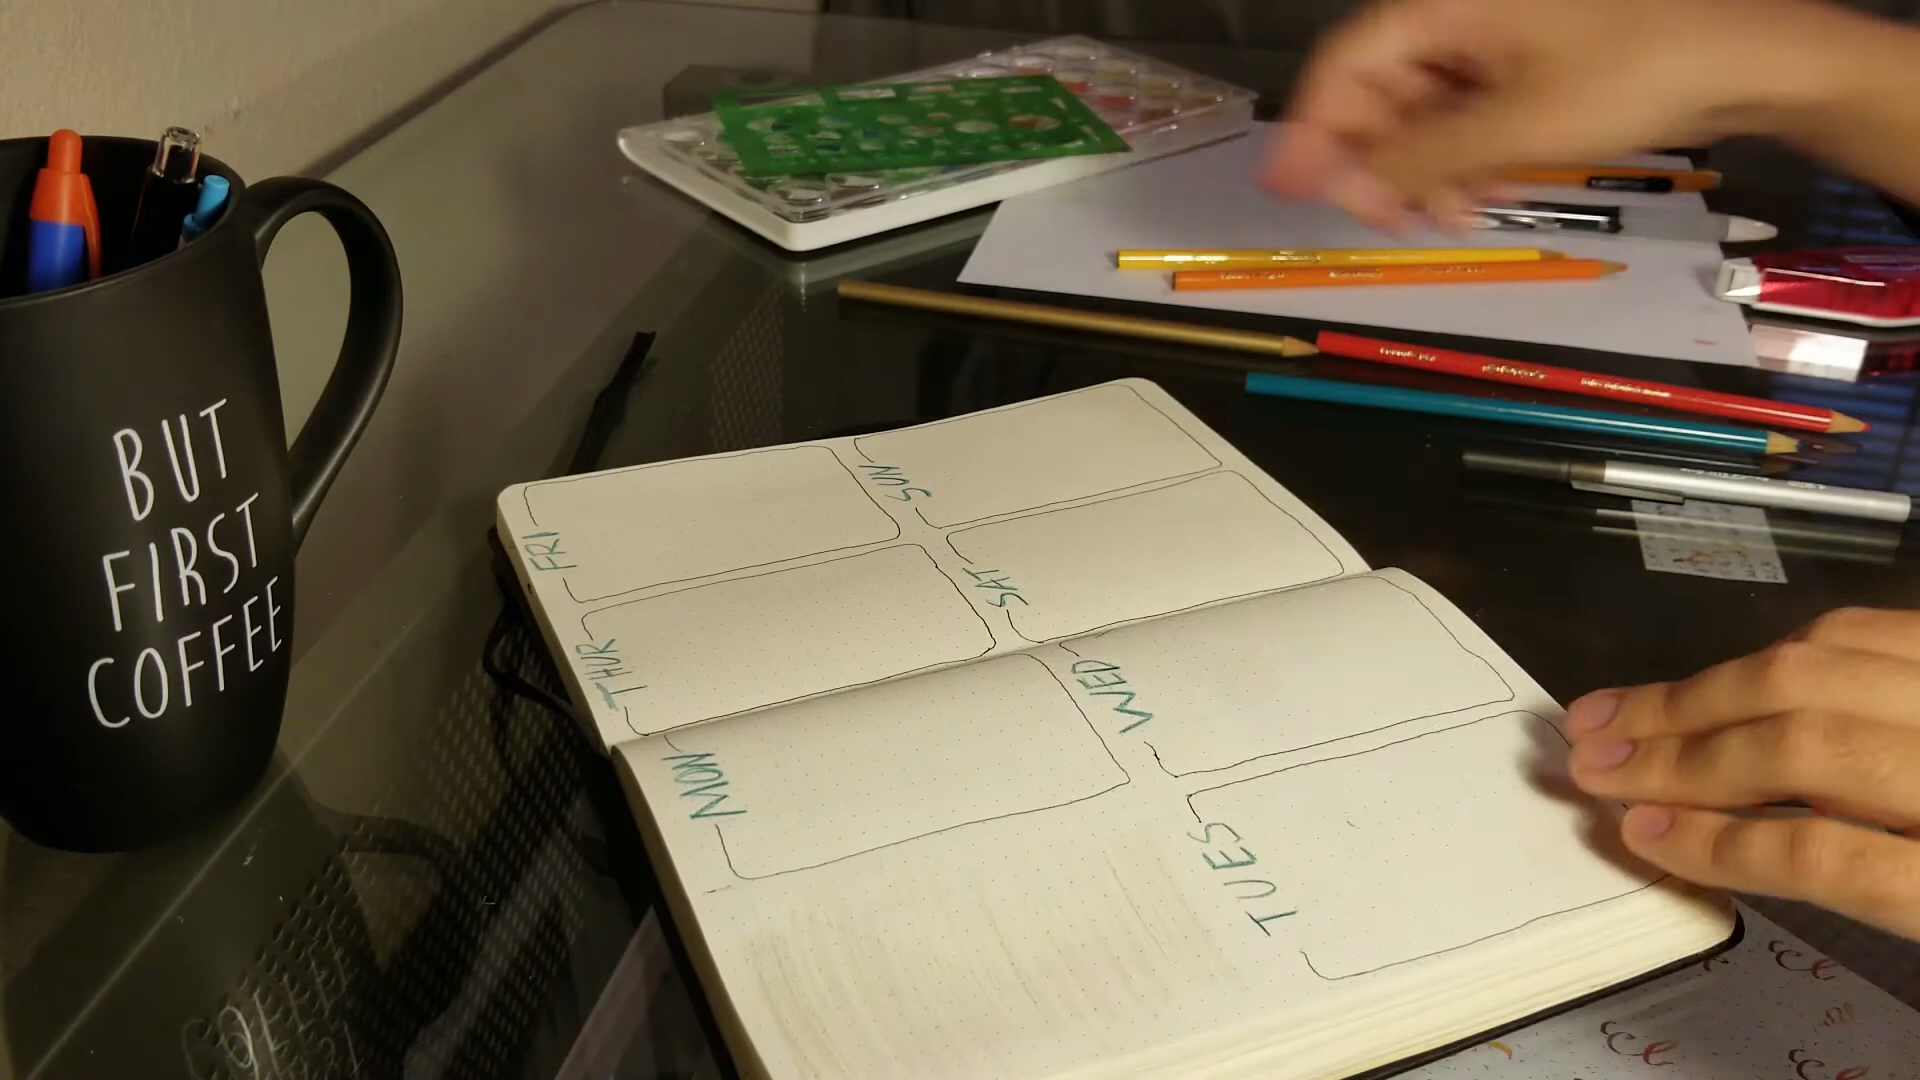 BUT
FIRST
COFFEE
MON
TUES
WED
THUR
FRI
SAT
SUN